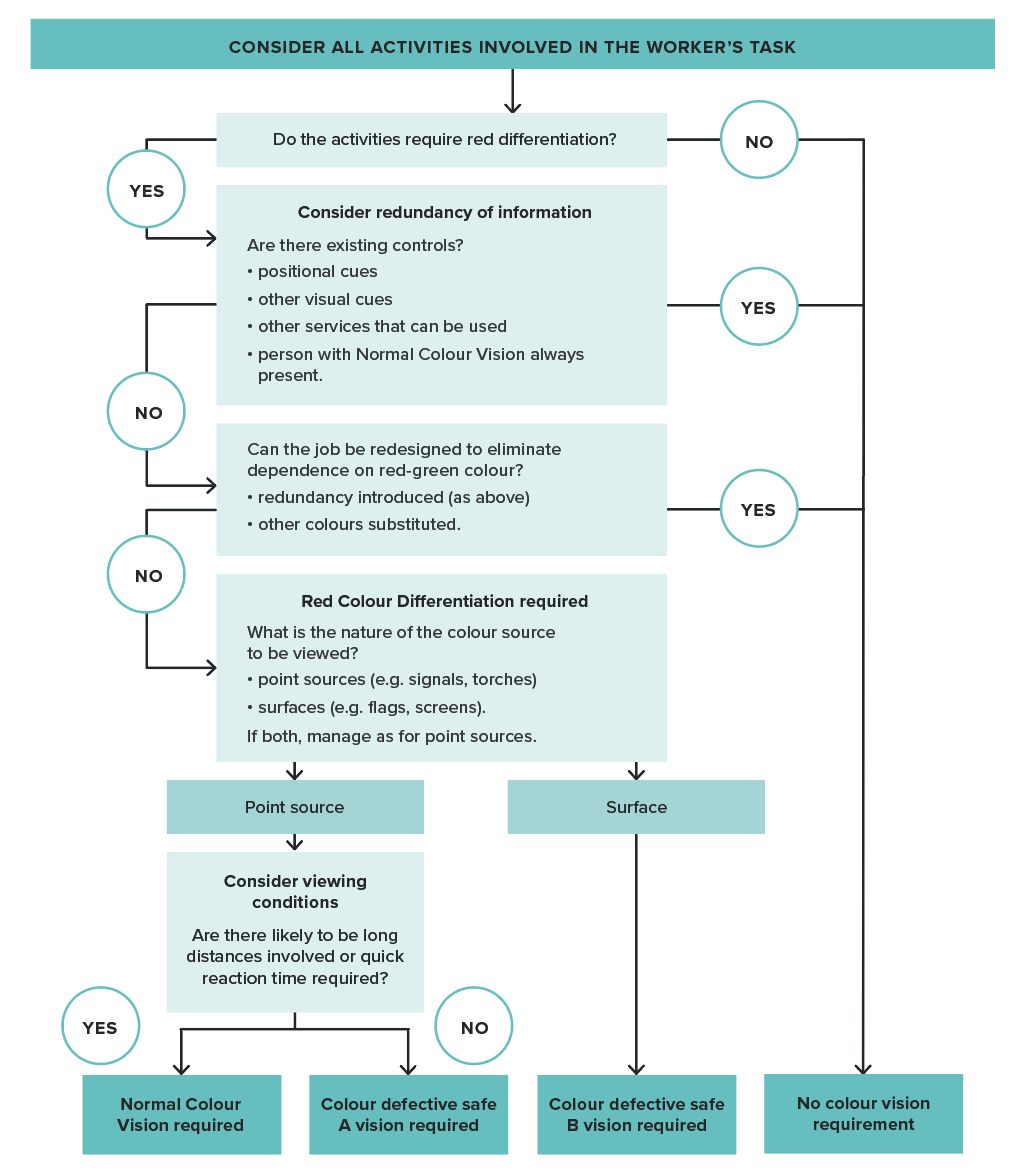 CONSIDER ALL ACTIVITIES INVOLVED IN THE WORKER'S TASK
Do the activities require red differentiation?
NO
YES
Consider redundancy of information
Are there existing controls?
• positional cues
• other visual cues
• other services that can be used
• person with Normal Colour Vision always
present.
YES
NO
Can the job be redesigned to eliminate
dependence on red-green colour?
• redundancy introduced (as above)
• other colours substituted.
YES
NO
Red Colour Differentiation required
What is the nature of the colour source
to be viewed?
• point sources (e.g. signals, torches)
• surfaces (e.g. flags, screens).
If both, manage as for point sources.
Point source
Surface
Consider viewing
conditions
Are there likely to be long
distances involved or quick
reaction time required?
YES
NO
Normal Colour
Vision required
Colour defective safe
A vision required
Colour defective safe
B vision required
No colour vision
requirement